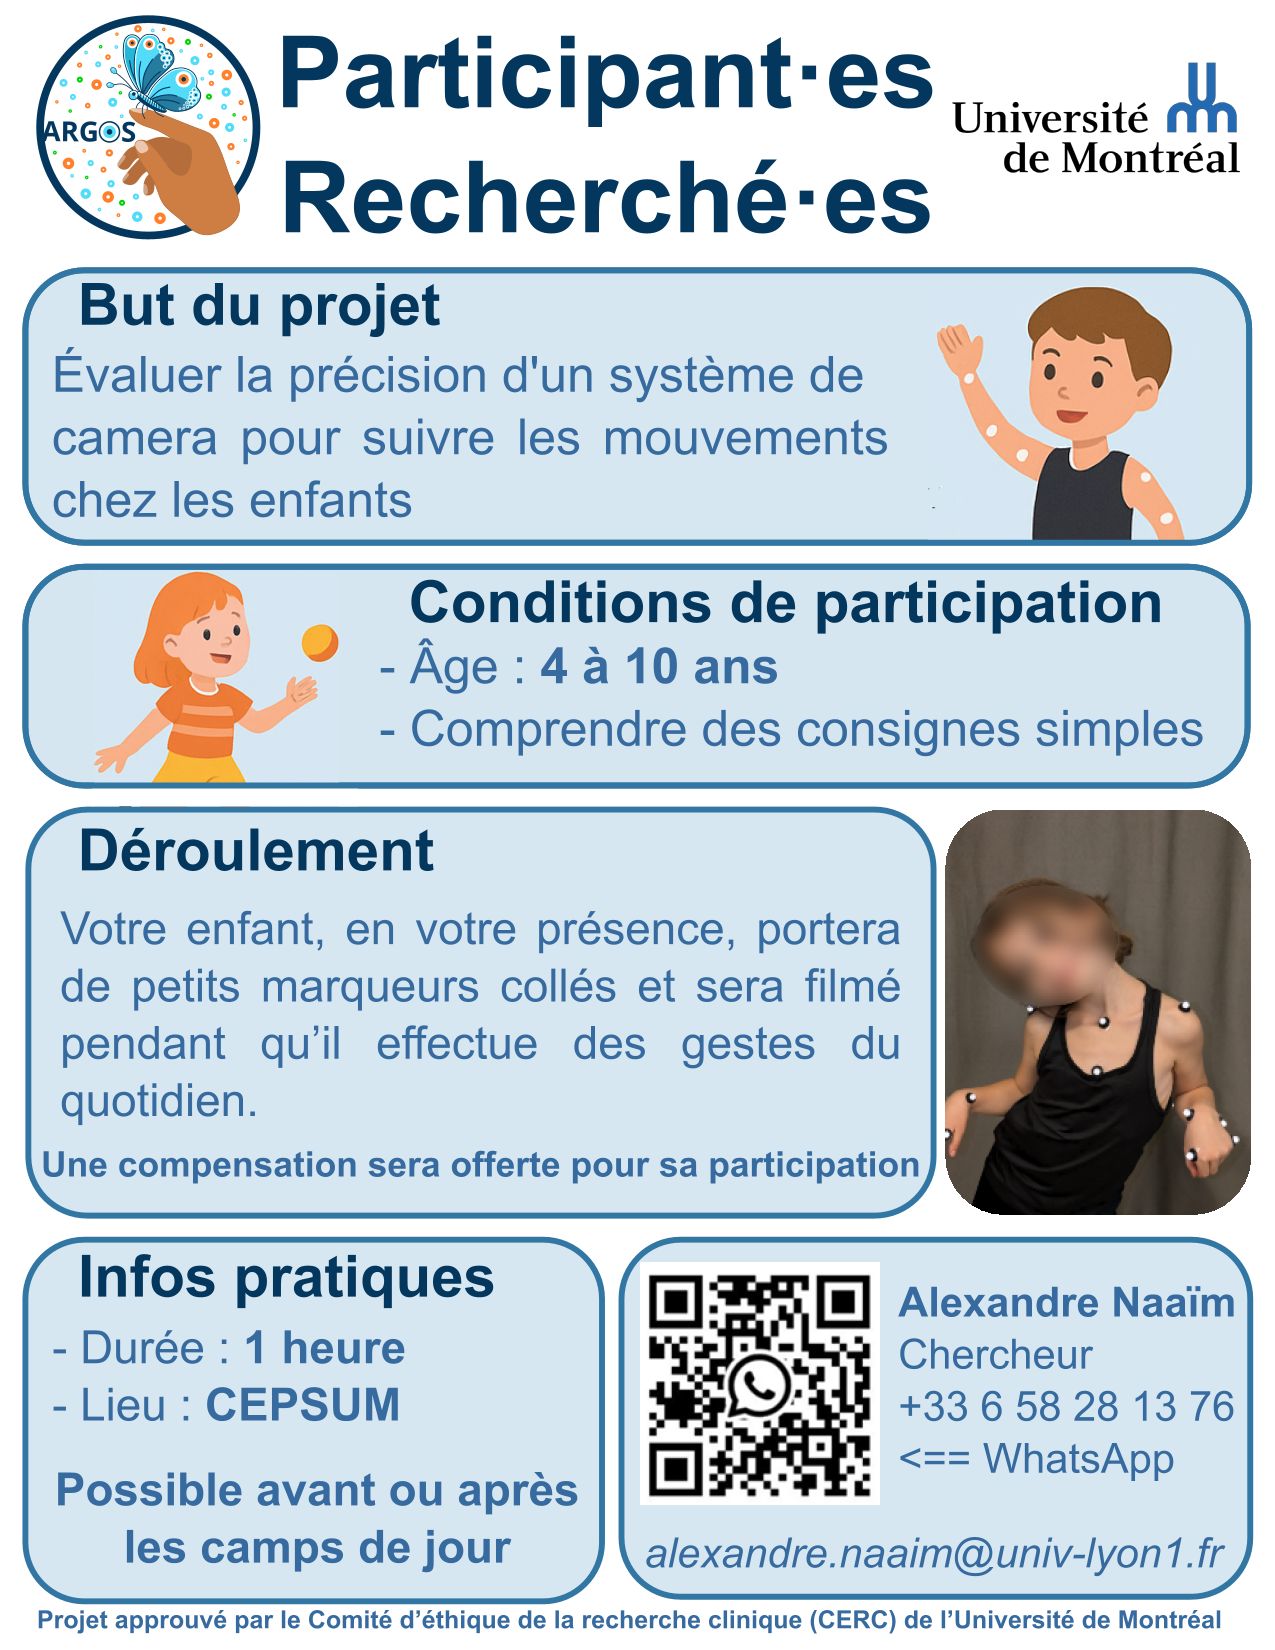 ARGOS
Participant·es
Recherché·es
Université
de Montréal
But du projet
Évaluer la précision d'un système de
camera pour suivre les mouvements
chez les enfants
Conditions de participation
- Âge : 4 à 10 ans
- Comprendre des consignes simples
Déroulement
Votre enfant, en votre présence, portera
de petits marqueurs collés et sera filmé
pendant qu’il effectue des gestes du
quotidien.
Une compensation sera offerte pour sa participation
Infos pratiques
- Durée : 1 heure
- Lieu : CEPSUM
Possible avant ou après
les camps de jour
Alexandre Naaïm
Chercheur
+33 6 58 28 13 76
<== WhatsApp
alexandre.naaim@univ-lyon1.fr
Projet approuvé par le Comité d’éthique de la recherche clinique (CERC) de l’Université de Montréal